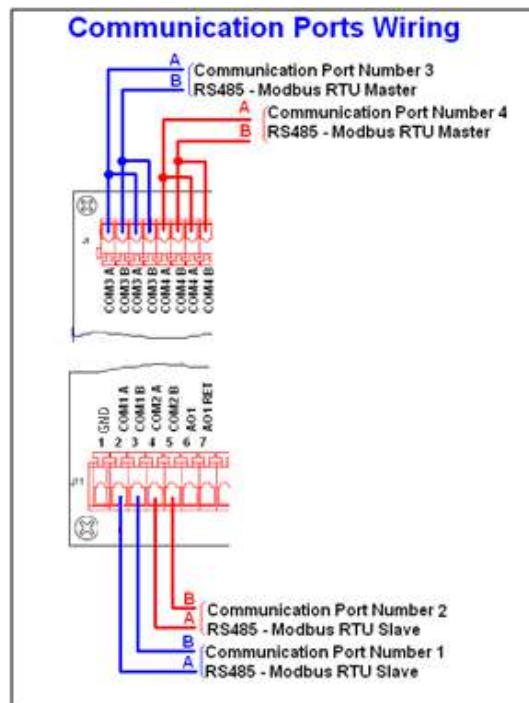 Communication Ports Wiring
A
B
Communication Port Number 3
RS485 - Modbus RTU Master
A
B
Communication Port Number 4
RS485 - Modbus RTU Master
COM3 A
COM3 B
COM3 A
COM3 B
COM4 A
COM4 B
COM4 A
COM4 B
GND
COM1 A
COM1 B
COM2 A
COM2 B
AO1
AO1 RET
1 2 3 4 5 6 7
J11
B
A
Communication Port Number 2
RS485 - Modbus RTU Slave
B
A
Communication Port Number 1
RS485 - Modbus RTU Slave